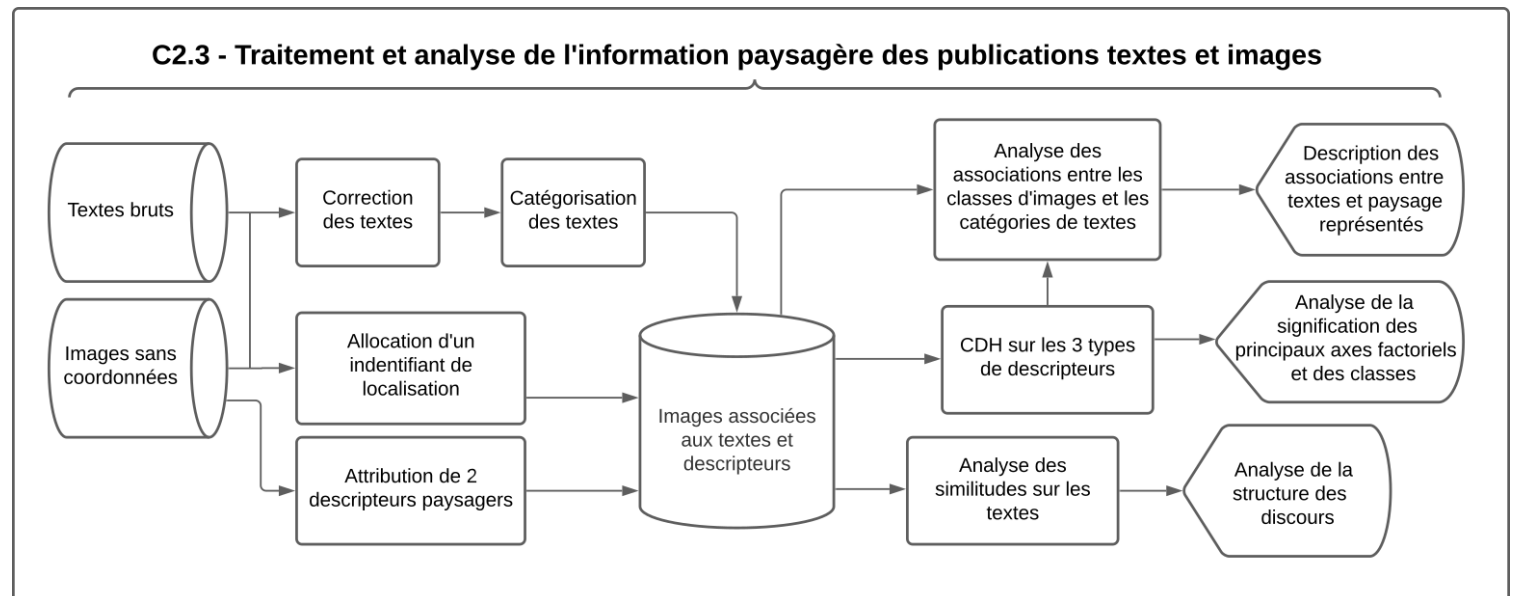 C2.3 - Traitement et analyse de l'information paysagère des publications textes et images
Textes bruts
Images sans
coordonnées
Correction
des textes
Catégorisation
des textes
Allocation d'un
indentifiant de
localisation
Attribution de 2
descripteurs paysagers
Images associées
aux textes et
descripteurs
Analyse des
associations entre les
classes d'images et les
catégories de textes
CDH sur les 3 types
de descripteurs
Analyse des
similitudes sur les
textes
Description des
associations entre
textes et paysage
représentés
Analyse de la
signification des
principaux axes factoriels
et des classes
Analyse de la
structure des
discours